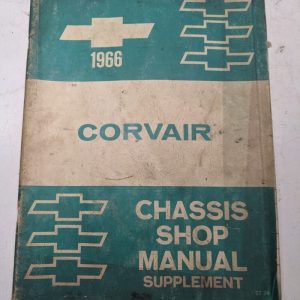 1966
CORVAIR
CHASSIS
SHOP
MANUAL
SUPPLEMENT